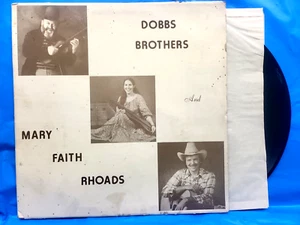 DOBBS
BROTHERS
And
MARY
FAITH
RHOADS